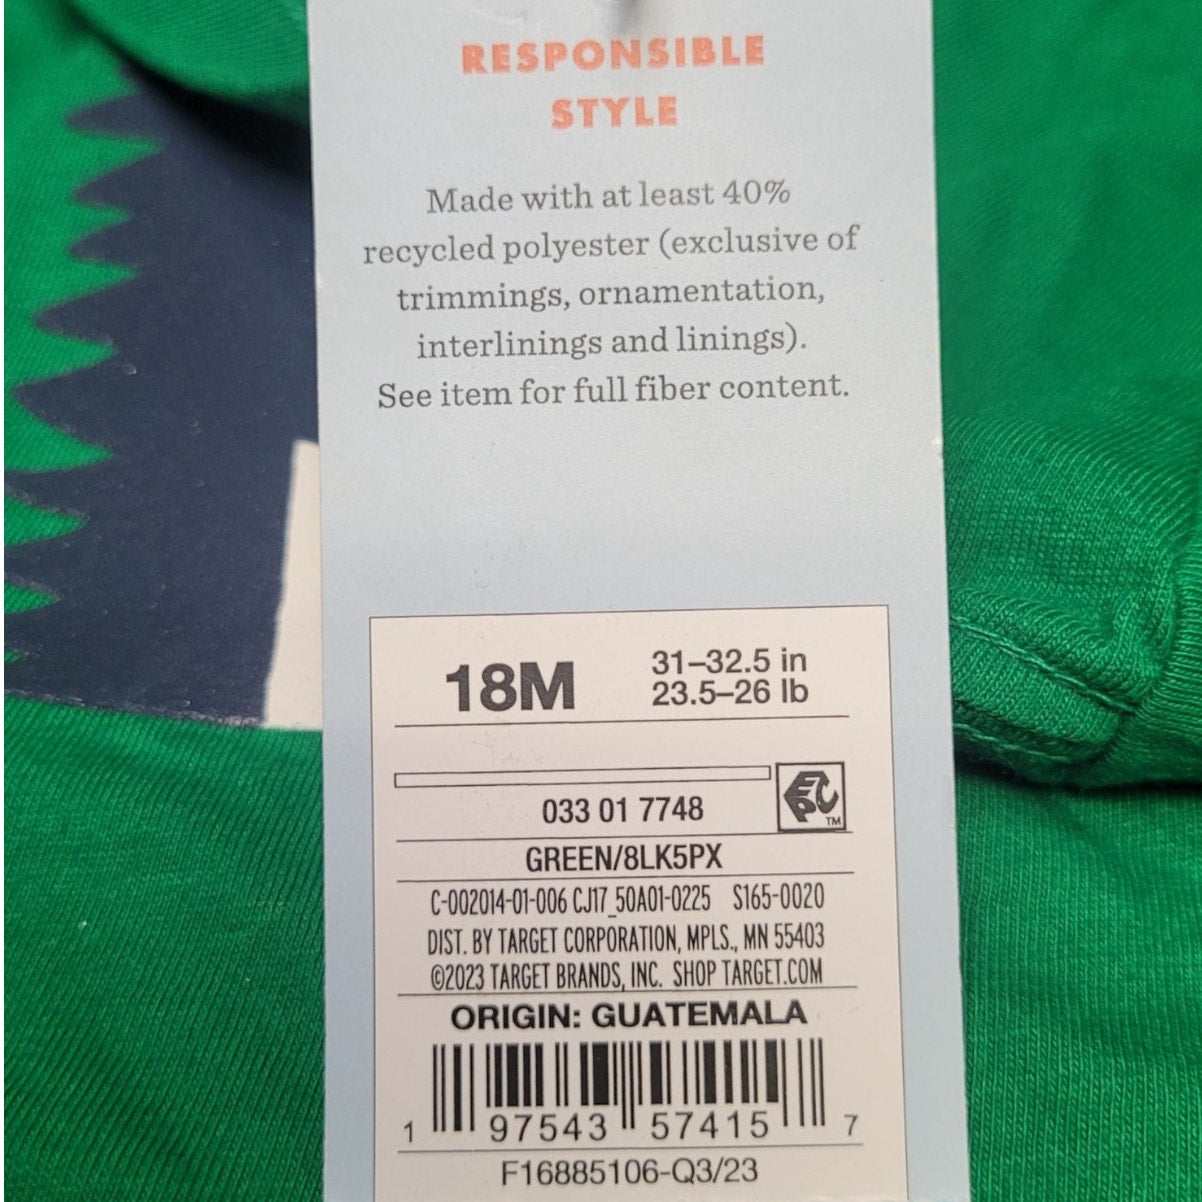 RESPONSIBLE
STYLE
Made with at least 40%
recycled polyester (exclusive of
trimmings, ornamentation,
interlinings and linings).
See item for full fiber content.
18M
31–32.5 in
23.5–26 lb
033 01 7748
EPC
TM
GREEN/8LK5PX
C-002014-01-006 CJ17_50A01-0225 S165-0020
DIST. BY TARGET CORPORATION, MPLS., MN 55403
©2023 TARGET BRANDS, INC. SHOP TARGET.COM
ORIGIN: GUATEMALA
1 97543 57415 7
F16885106-Q3/23